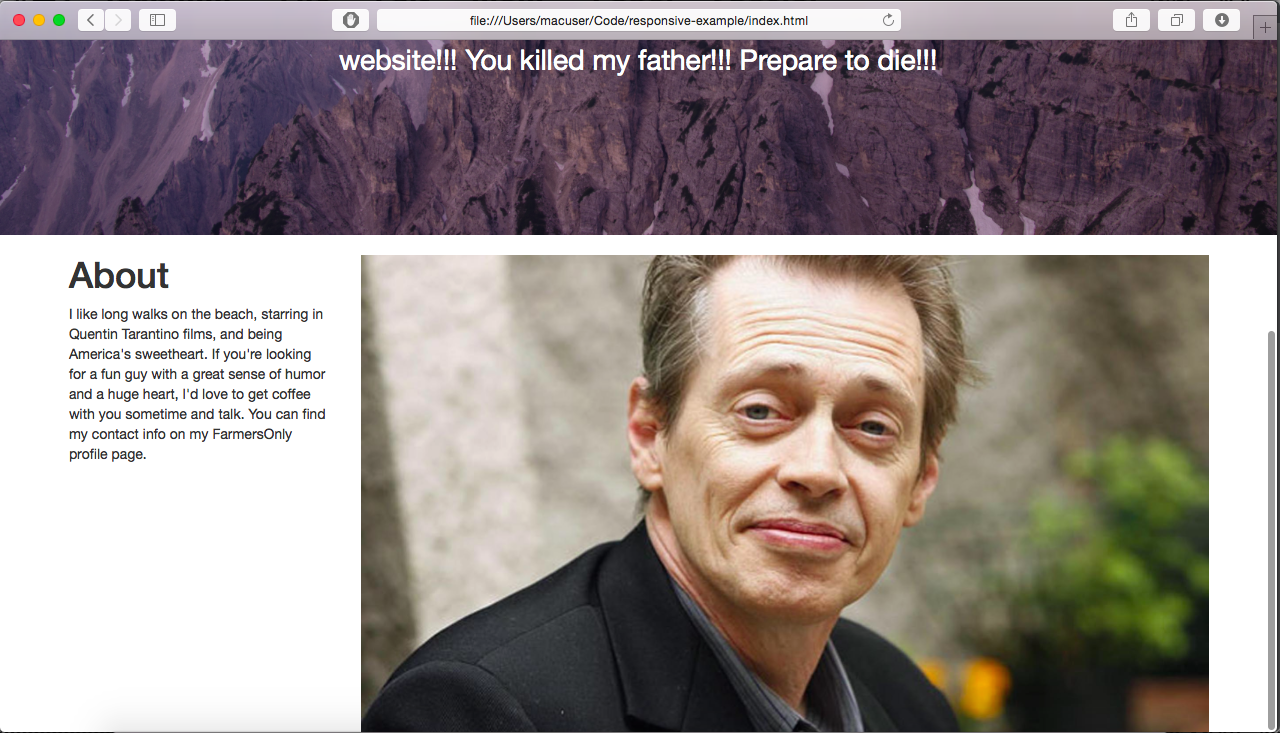 file:///Users/macuser/Code/responsive-example/index.html
website!!! You killed my father!!! Prepare to die!!!
About
I like long walks on the beach, starring in
Quentin Tarantino films, and being
America's sweetheart. If you're looking
for a fun guy with a great sense of humor
and a huge heart, I'd love to get coffee
with you sometime and talk. You can find
my contact info on my FarmersOnly
profile page.